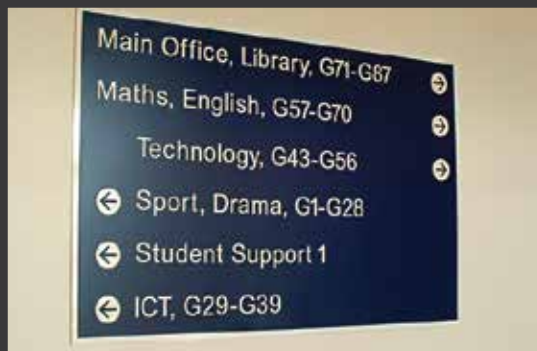 Main Office, Library, G71-G87
Maths, English, G57-G70
Technology, G43-G56
Sport, Drama, G1-G28
Student Support 1
ICT, G29-G39